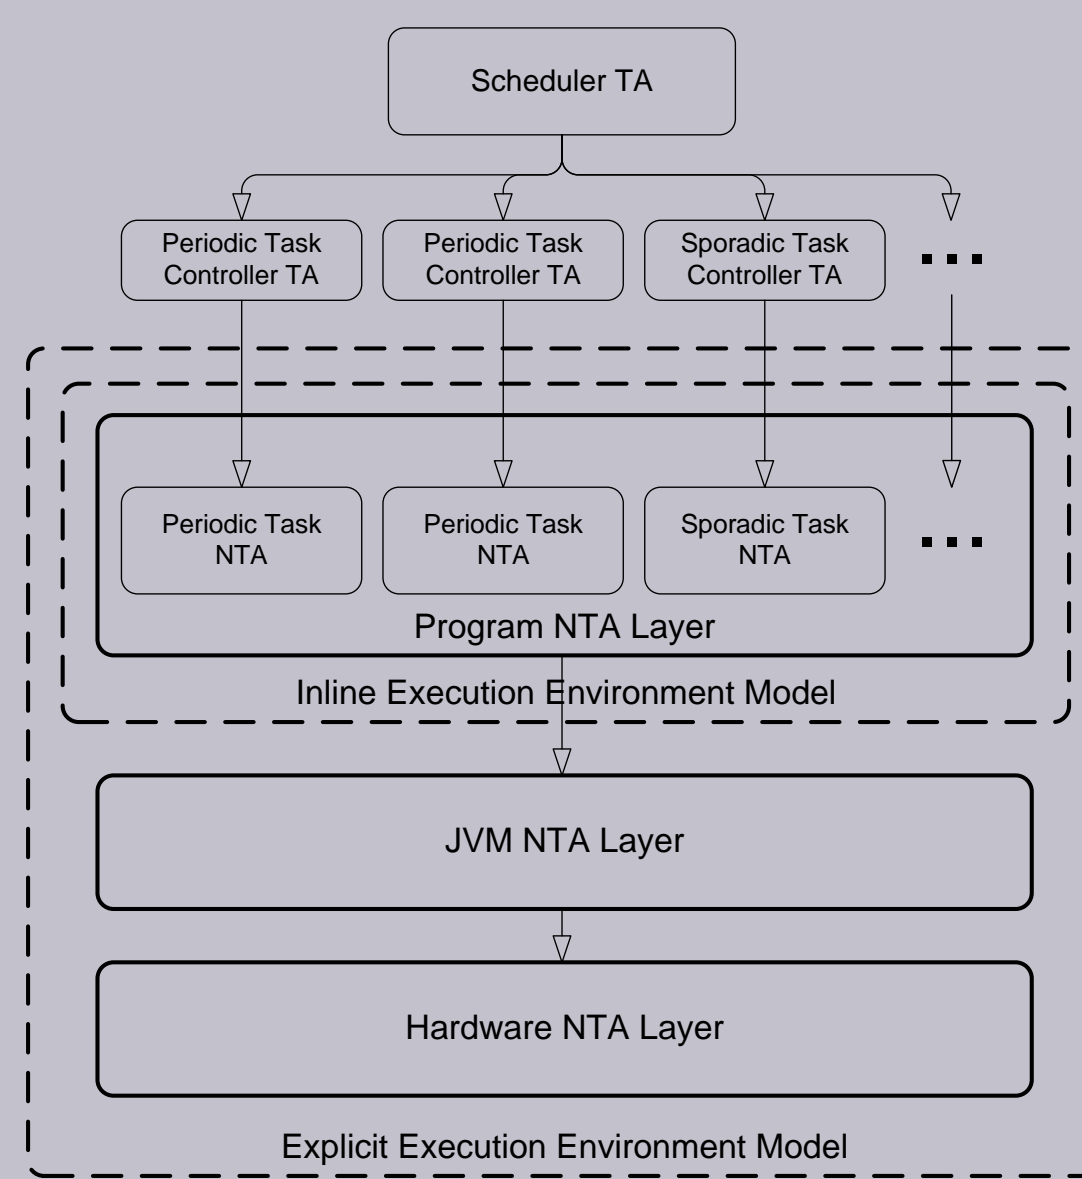 Scheduler TA
Periodic Task
Controller TA
Periodic Task
Controller TA
Sporadic Task
Controller TA
...
Periodic Task
NTA
Periodic Task
NTA
Sporadic Task
NTA
...
Program NTA Layer
Inline Execution Environment Model
JVM NTA Layer
Hardware NTA Layer
Explicit Execution Environment Model